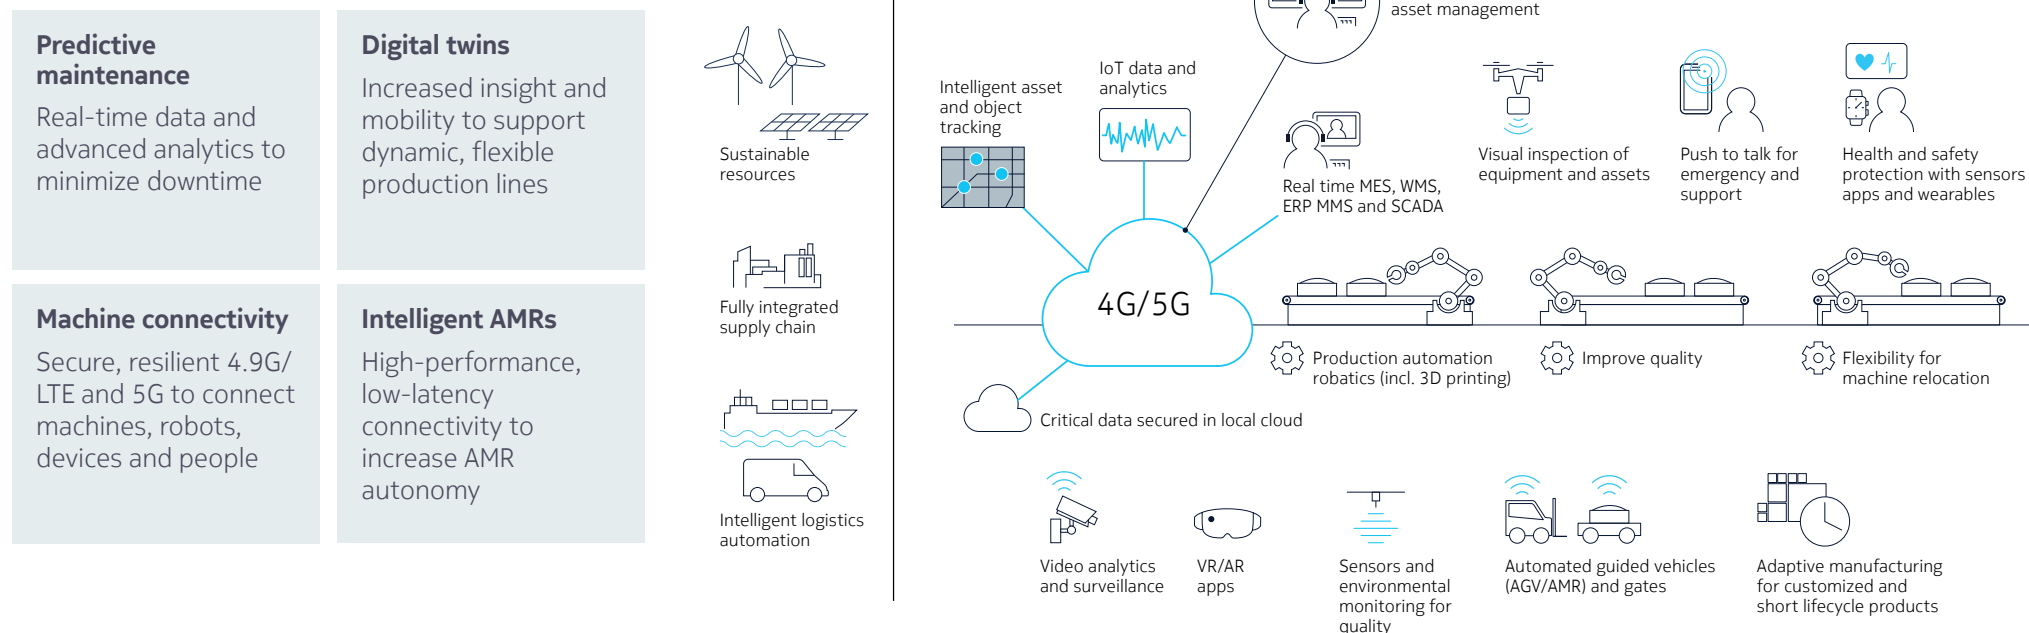 Predictive
maintenance
Real-time data and
advanced analytics to
minimize downtime
Digital twins
Increased insight and
mobility to support
dynamic, flexible
production lines
Machine connectivity
Secure, resilient 4.9G/
LTE and 5G to connect
machines, robots,
devices and people
Intelligent AMRs
High-performance,
low-latency
connectivity to
increase AMR
autonomy
Sustainable
resources
Fully integrated
supply chain
Intelligent logistics
automation
asset management
Intelligent asset
and object
tracking
IoT data and
analytics
Real time MES, WMS,
ERP MMS and SCADA
Visual inspection of
equipment and assets
Push to talk for
emergency and
support
Health and safety
protection with sensors
apps and wearables
4G/5G
Production automation
robatics (incl. 3D printing)
Improve quality
Flexibility for
machine relocation
Critical data secured in local cloud
Video analytics
and surveillance
VR/AR
apps
Sensors and
environmental
monitoring for
quality
Automated guided vehicles
(AGV/AMR) and gates
Adaptive manufacturing
for customized and
short lifecycle products